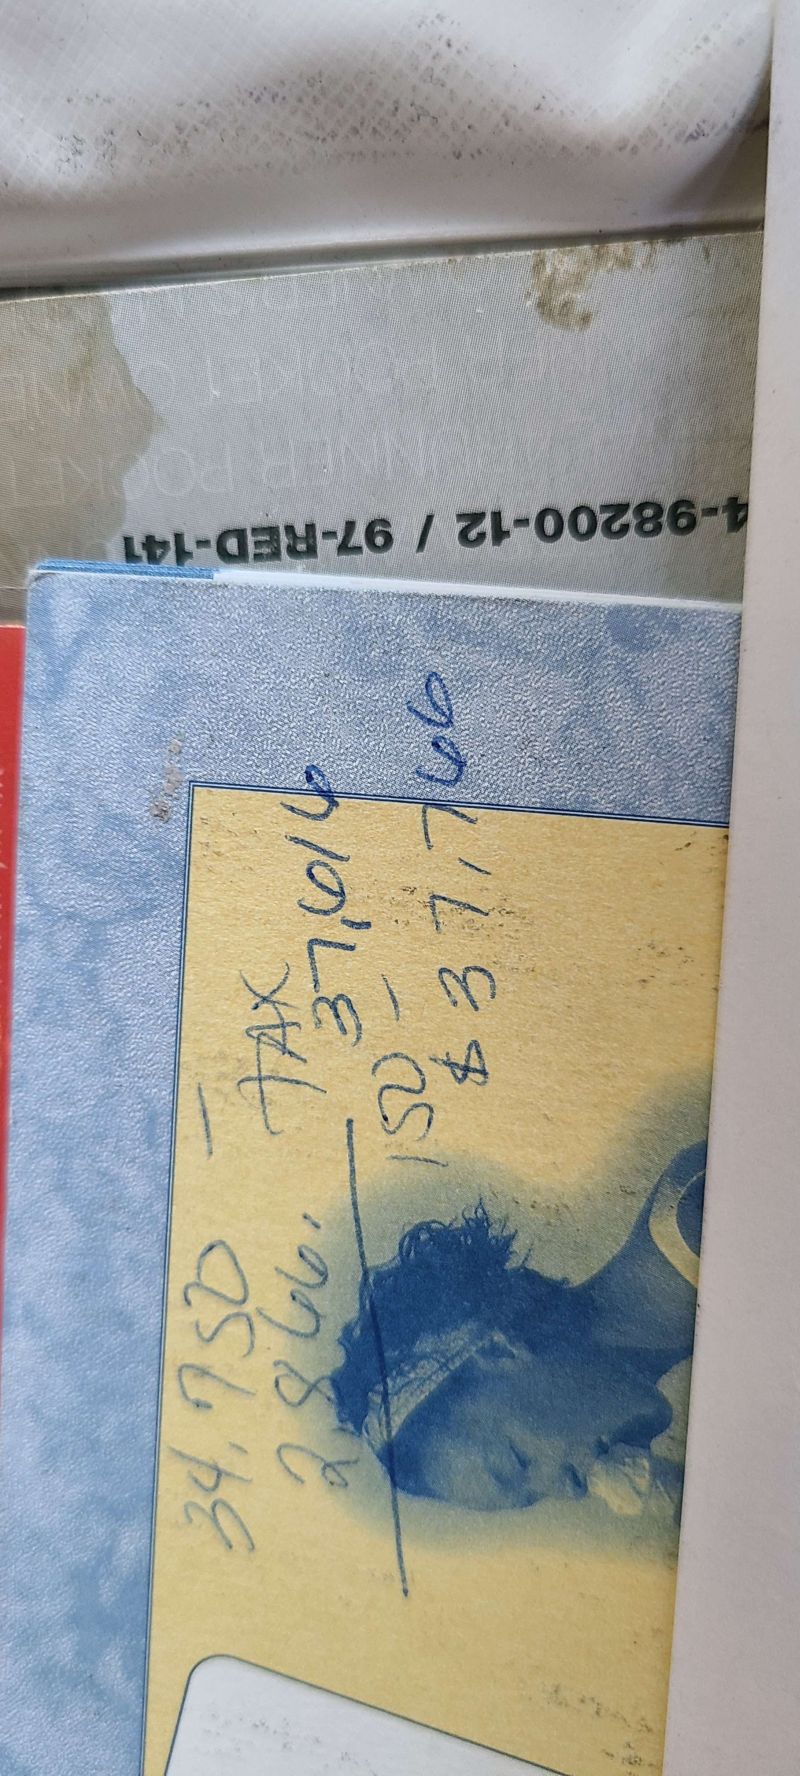 4-98200-12 / 97-RED-141
34,750 —
2,866. TAX
37,616
150 —
$ 37,766